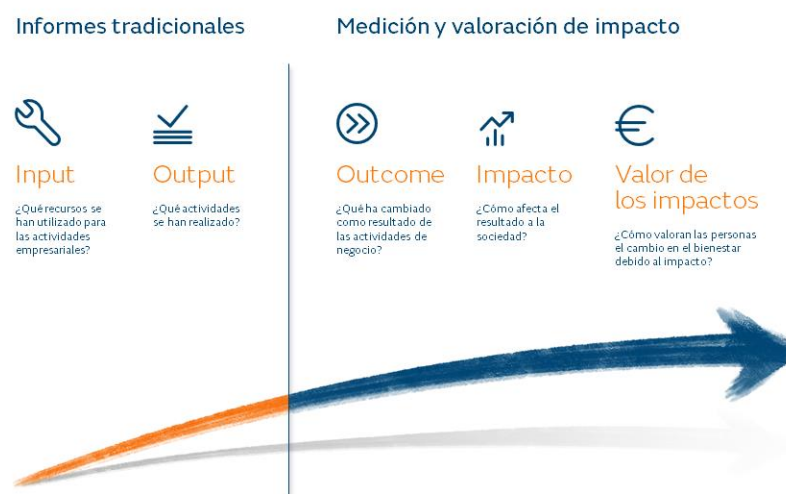 Informes tradicionales
Medición y valoración de impacto
Input
¿Qué recursos se
han utilizado para
las actividades
empresariales?
Output
¿Qué actividades
se han realizado?
Outcome
¿Qué ha cambiado
como resultado de
las actividades de
negocio?
Impacto
¿Cómo afecta el
resultado a la
sociedad?
Valor de
los impactos
¿Cómo valoran las personas
el cambio en el bienestar
debido al impacto?